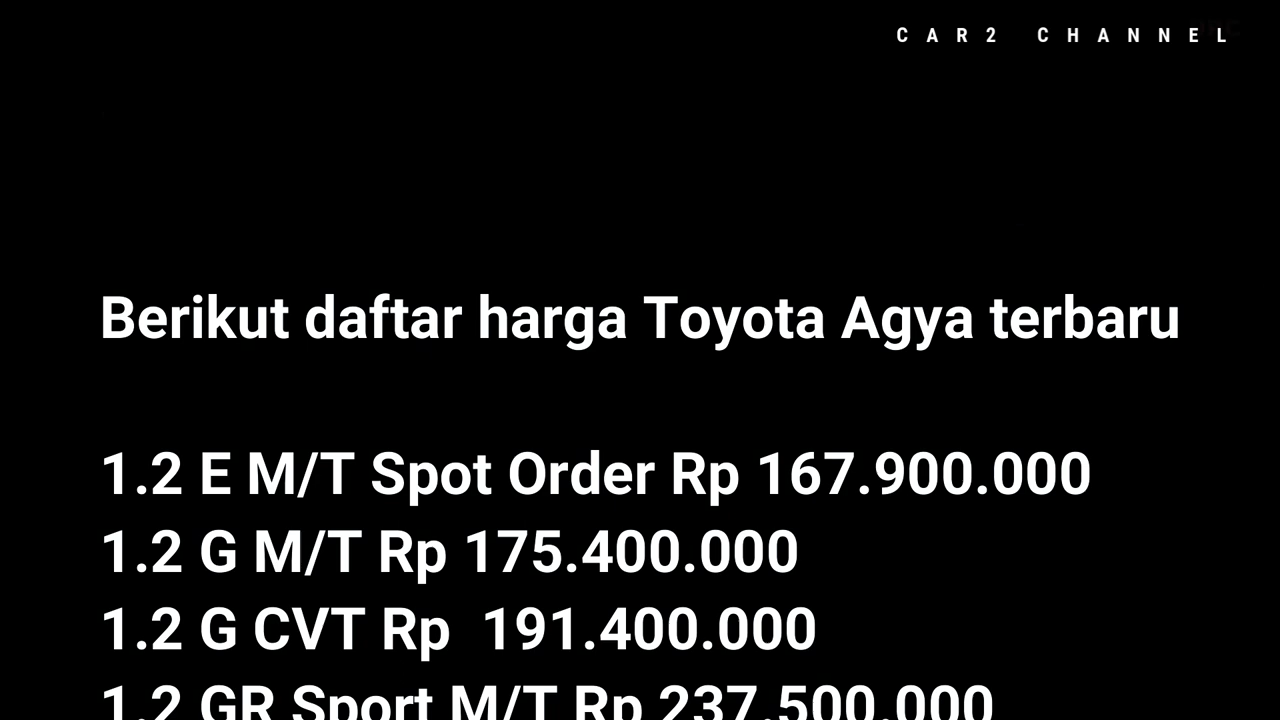 CAR2 CHANNEL
Berikut daftar harga Toyota Agya terbaru
1.2 E M/T Spot Order Rp 167.900.000
1.2 G M/T Rp 175.400.000
1.2 G CVT Rp  191.400.000
1.2 GR Sport M/T Rp 237.500.000